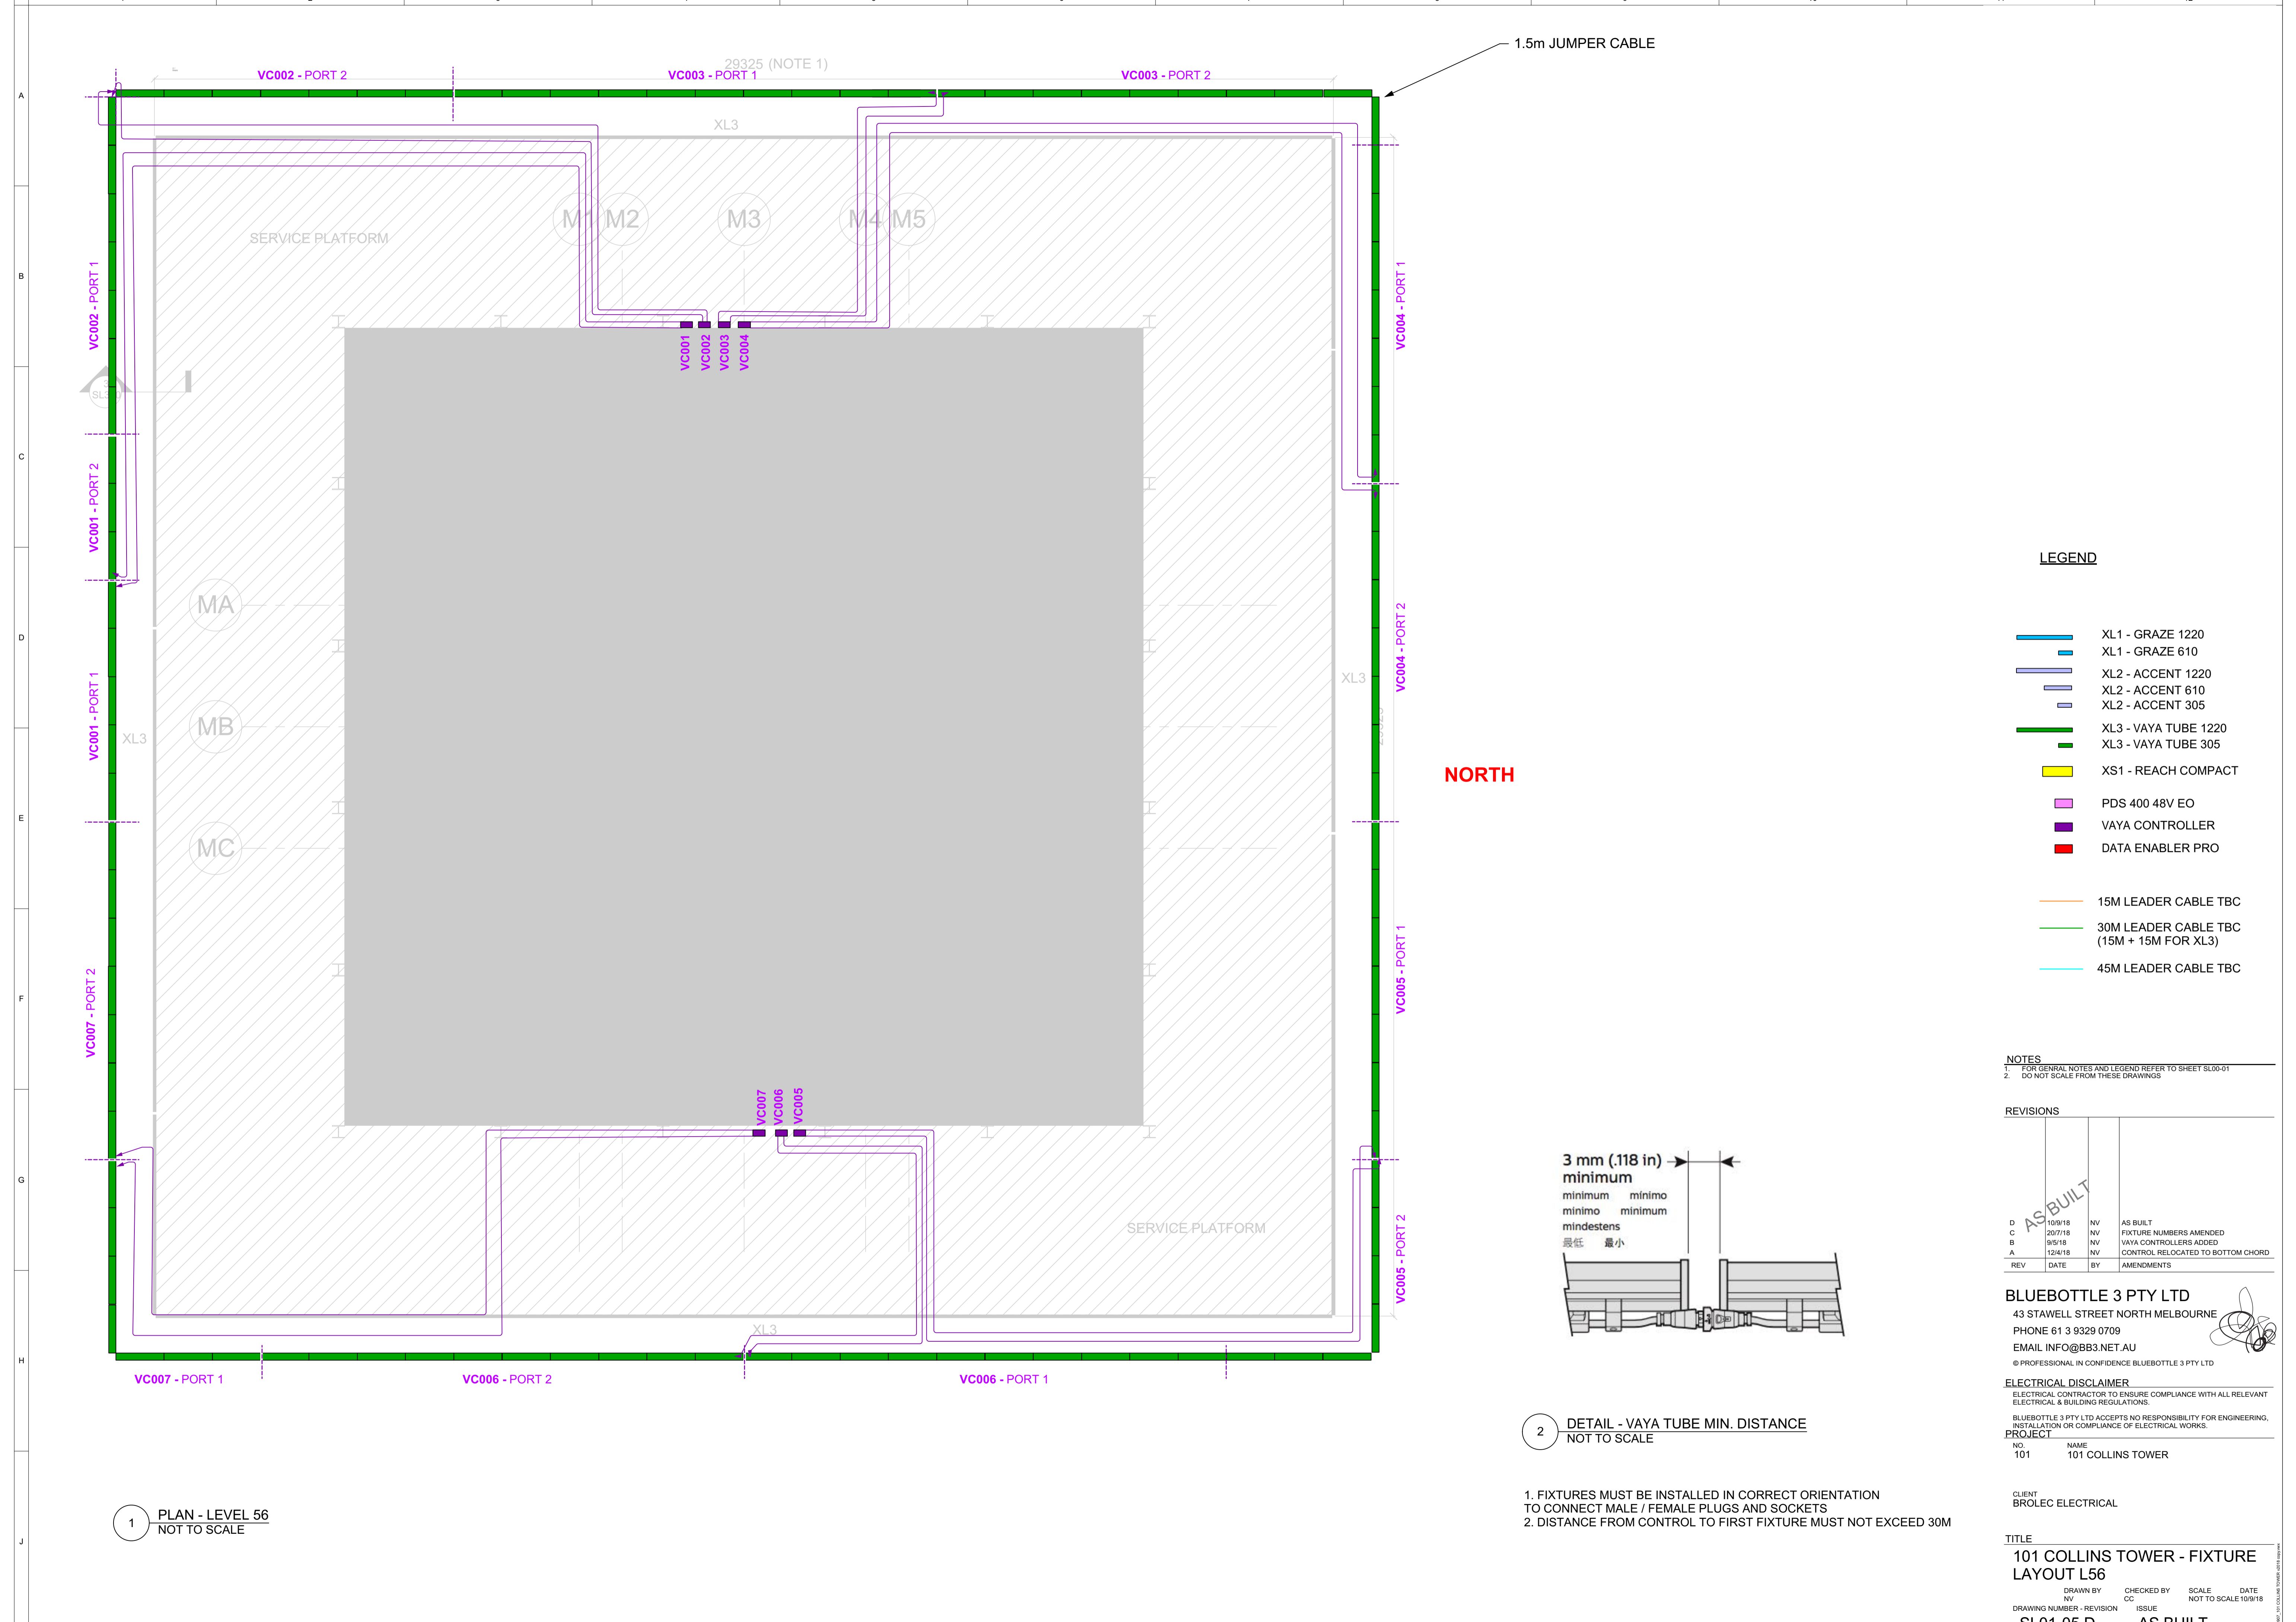 1.5m JUMPER CABLE
29325 (NOTE 1)
VC002 - PORT 2
VC003 - PORT 1
VC003 - PORT 2
A
B
C
D
E
F
G
H
J
XL3
SERVICE PLATFORM
M1
M2
M3
M4
M5
VC002 - PORT 1
VC001 - PORT 2
VC001 - PORT 1
VC007 - PORT 2
VC001
VC002
VC003
VC004
VC004 - PORT 1
VC004 - PORT 2
VC005 - PORT 1
VC005 - PORT 2
MA
MB
MC
XL3
XL3
NORTH
VC007
VC006
VC005
SERVICE PLATFORM
XL3
VC007 - PORT 1
VC006 - PORT 2
VC006 - PORT 1
1
PLAN - LEVEL 56
NOT TO SCALE
3 mm (.118 in)
minimum
minimum mínimo
minimo minimum
mindestens
最低 最小
2
DETAIL - VAYA TUBE MIN. DISTANCE
NOT TO SCALE
1. FIXTURES MUST BE INSTALLED IN CORRECT ORIENTATION
TO CONNECT MALE / FEMALE PLUGS AND SOCKETS
2. DISTANCE FROM CONTROL TO FIRST FIXTURE MUST NOT EXCEED 30M
LEGEND
XL1 - GRAZE 1220
XL1 - GRAZE 610
XL2 - ACCENT 1220
XL2 - ACCENT 610
XL2 - ACCENT 305
XL3 - VAYA TUBE 1220
XL3 - VAYA TUBE 305
XS1 - REACH COMPACT
PDS 400 48V EO
VAYA CONTROLLER
DATA ENABLER PRO
15M LEADER CABLE TBC
30M LEADER CABLE TBC
(15M + 15M FOR XL3)
45M LEADER CABLE TBC
NOTES
1. FOR GENRAL NOTES AND LEGEND REFER TO SHEET SL00-01
2. DO NOT SCALE FROM THESE DRAWINGS
REVISIONS
AS BUILT
D 10/9/18 NV AS BUILT
C 20/7/18 NV FIXTURE NUMBERS AMENDED
B 9/5/18 NV VAYA CONTROLLERS ADDED
A 12/4/18 NV CONTROL RELOCATED TO BOTTOM CHORD
REV DATE BY AMENDMENTS
BLUEBOTTLE 3 PTY LTD
43 STAWELL STREET NORTH MELBOURNE
PHONE 61 3 9329 0709
EMAIL INFO@BB3.NET.AU
© PROFESSIONAL IN CONFIDENCE BLUEBOTTLE 3 PTY LTD
ELECTRICAL DISCLAIMER
ELECTRICAL CONTRACTOR TO ENSURE COMPLIANCE WITH ALL RELEVANT
ELECTRICAL & BUILDING REGULATIONS.
BLUEBOTTLE 3 PTY LTD ACCEPTS NO RESPONSIBILITY FOR ENGINEERING,
INSTALLATION OR COMPLIANCE OF ELECTRICAL WORKS.
PROJECT
NO. NAME
101 101 COLLINS TOWER
CLIENT
BROLEC ELECTRICAL
TITLE
101 COLLINS TOWER - FIXTURE
LAYOUT L56
DRAWN BY CHECKED BY SCALE DATE
NV CC NOT TO SCALE 10/9/18
DRAWING NUMBER - REVISION ISSUE
SL01-05 D AS BUILT